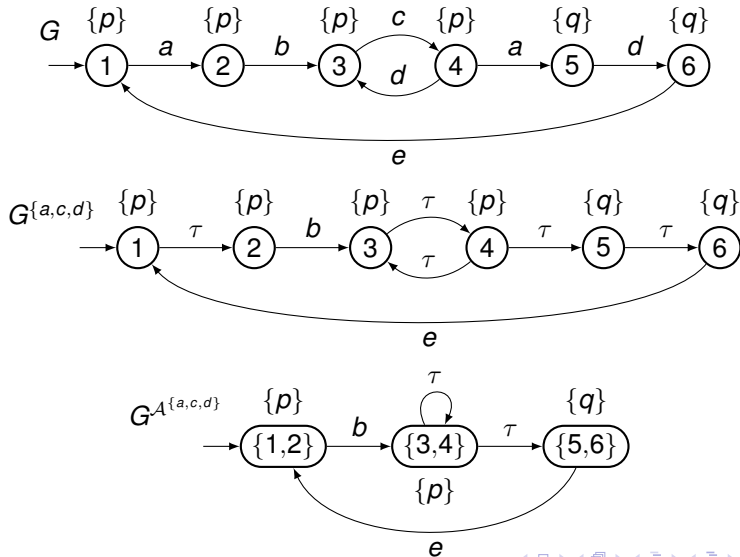 {p} {p} {p} c {p} {q} {q}
G 1 a 2 b 3 d 4 a 5 d 6
e
G^{a,c,d} {p} {p} {p} τ {p} {q} {q}
1 τ 2 b 3 τ 4 τ 5 τ 6
e
τ
G^𝒜^{a,c,d} {p} {q}
{1,2} b {3,4} τ {5,6}
{p}
e